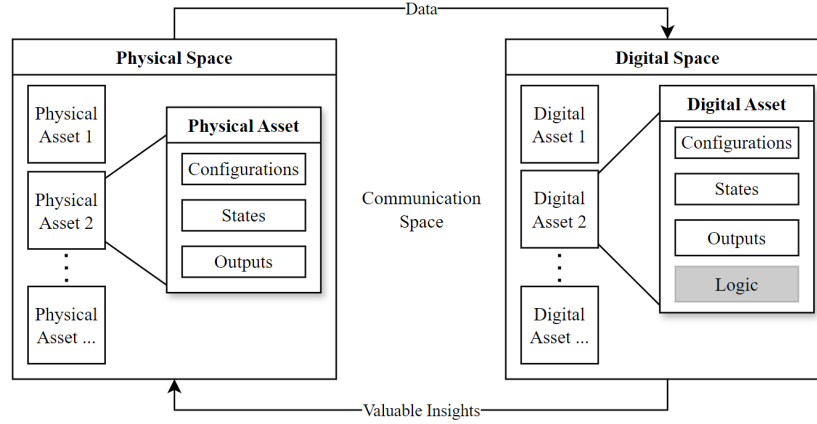 Data
Physical Space
Physical
Asset 1
Physical
Asset 2
Physical
Asset ...
Physical Asset
Configurations
States
Outputs
Communication
Space
Digital Space
Digital
Asset 1
Digital
Asset 2
Digital
Asset ...
Digital Asset
Configurations
States
Outputs
Logic
Valuable Insights